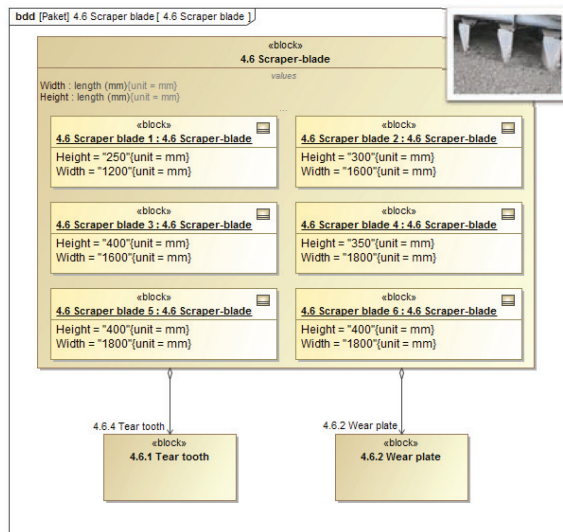 bdd [Paket] 4.6 Scraper blade [ 4.6 Scraper blade ]
«block»
4.6 Scraper-blade
values
Width : length (mm){unit = mm}
Height : length (mm){unit = mm}
...
«block»
4.6 Scraper blade 1 : 4.6 Scraper-blade
Height = "250"{unit = mm}
Width = "1200"{unit = mm}
«block»
4.6 Scraper blade 2 : 4.6 Scraper-blade
Height = "300"{unit = mm}
Width = "1600"{unit = mm}
«block»
4.6 Scraper blade 3 : 4.6 Scraper-blade
Height = "400"{unit = mm}
Width = "1600"{unit = mm}
«block»
4.6 Scraper blade 4 : 4.6 Scraper-blade
Height = "350"{unit = mm}
Width = "1800"{unit = mm}
«block»
4.6 Scraper blade 5 : 4.6 Scraper-blade
Height = "400"{unit = mm}
Width = "1800"{unit = mm}
«block»
4.6 Scraper blade 6 : 4.6 Scraper-blade
Height = "400"{unit = mm}
Width = "1800"{unit = mm}
4.6.4 Tear tooth
«block»
4.6.1 Tear tooth
4.6.2 Wear plate
«block»
4.6.2 Wear plate